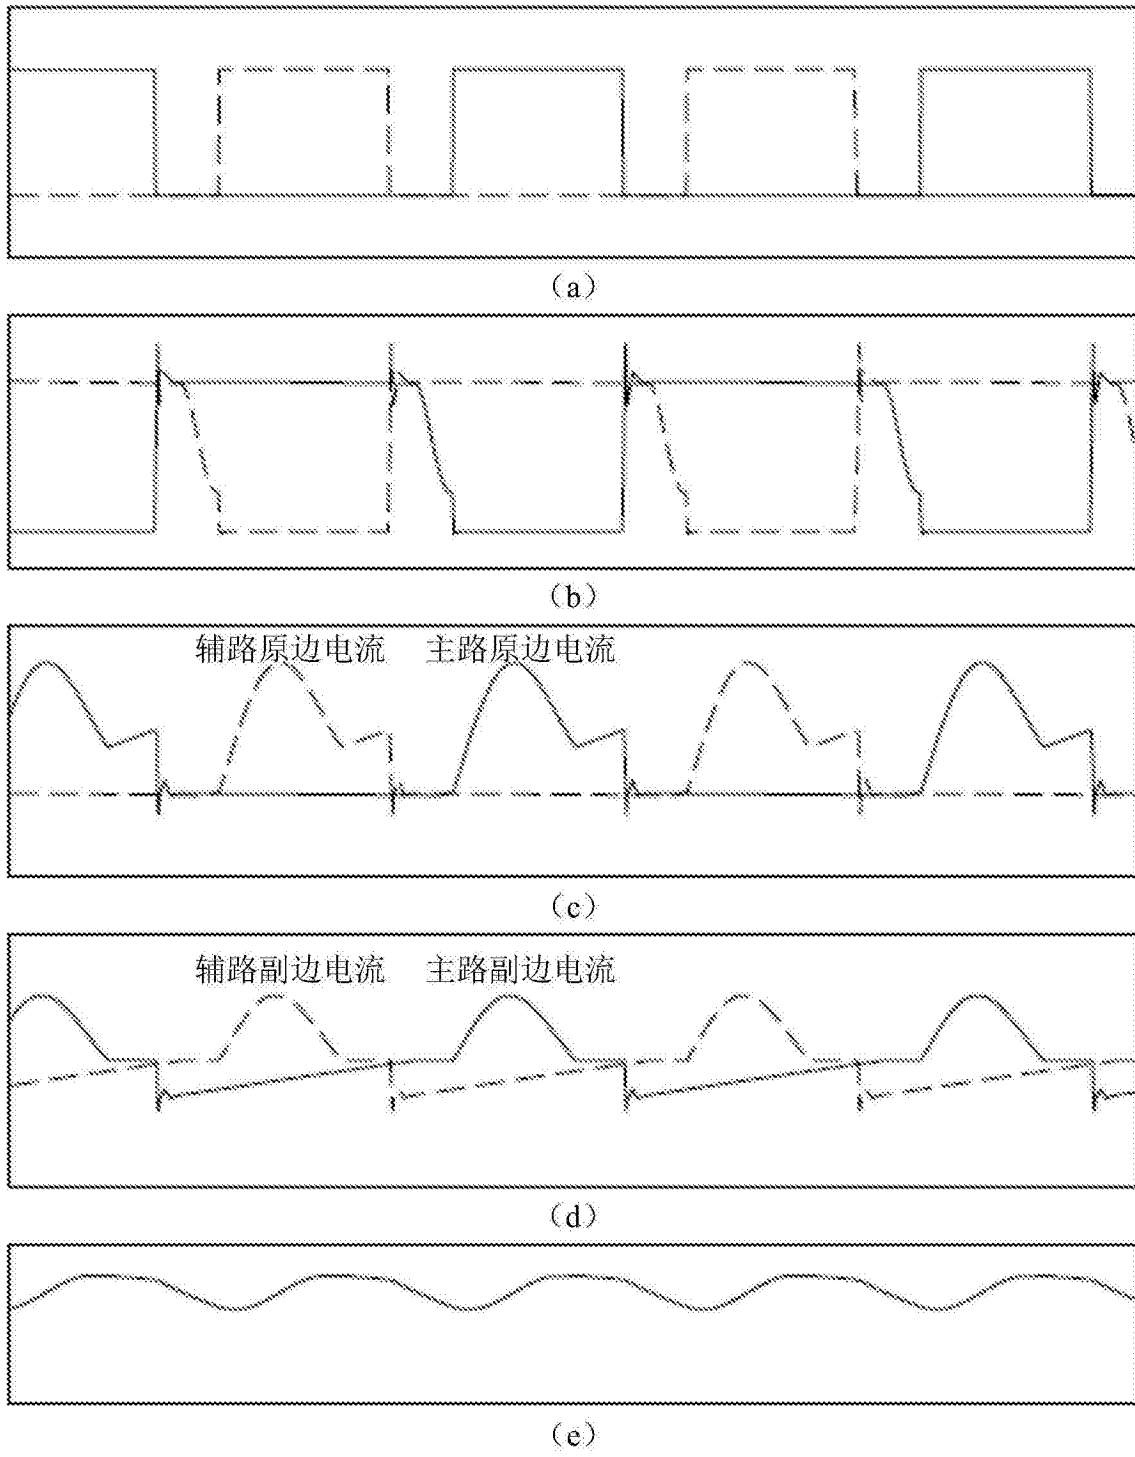 （a）
（b）
辅路原边电流 主路原边电流
（c）
辅路副边电流 主路副边电流
（d）
（e）